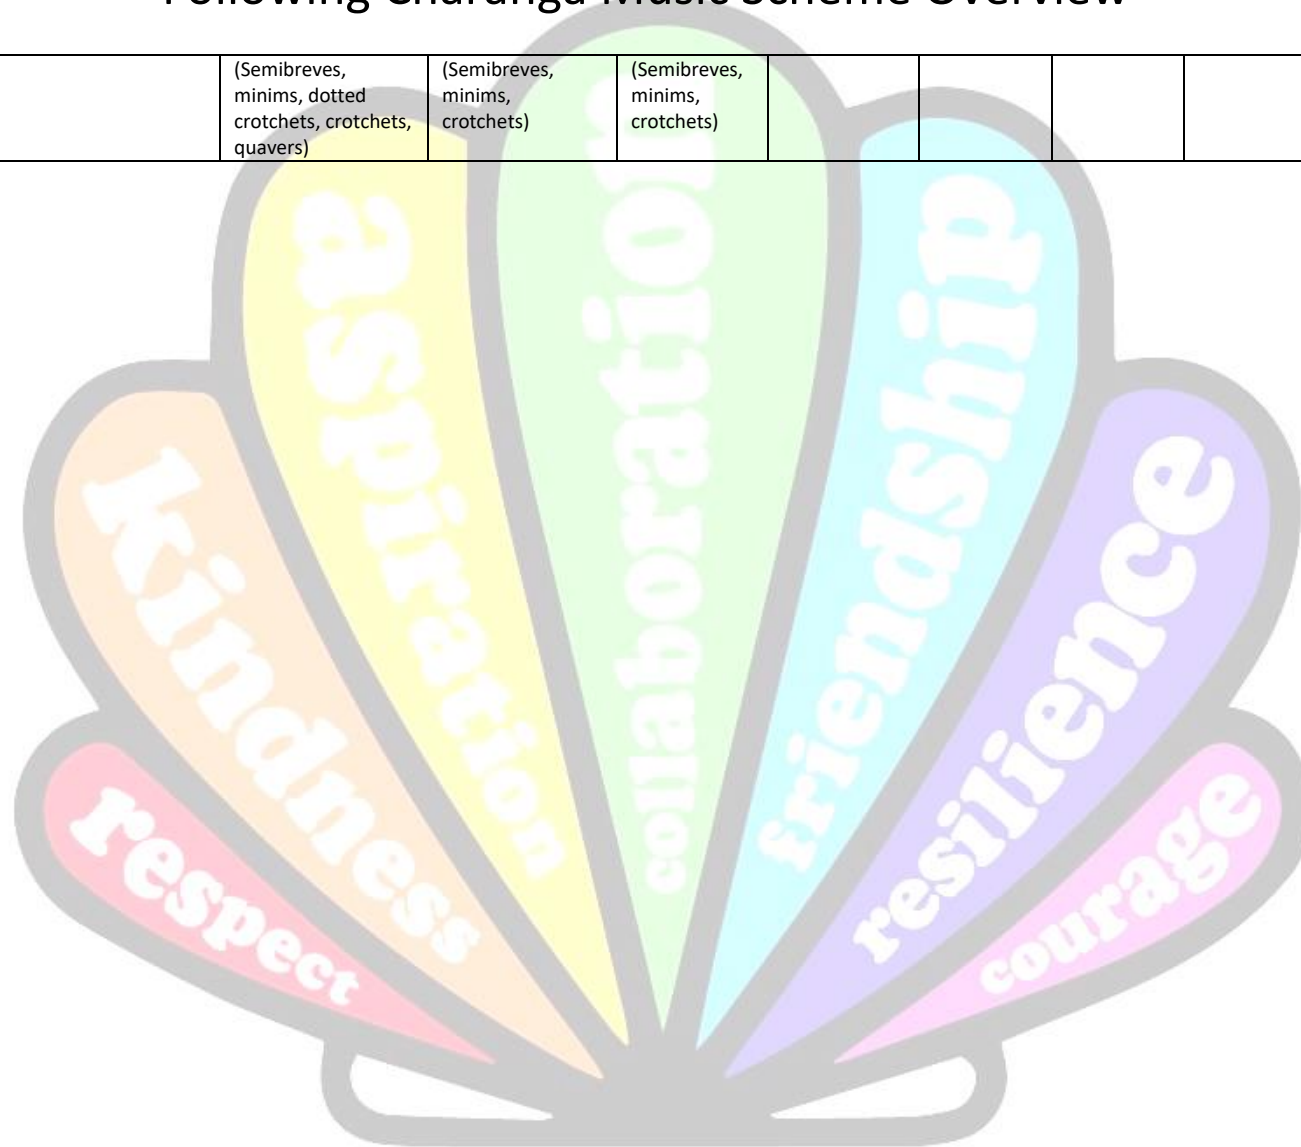 Following Charanga Music Scheme Overview
(Semibreves,
minims, dotted
crotchets, crotchets,
quavers)
(Semibreves,
minims,
crotchets)
(Semibreves,
minims,
crotchets)
respect
kindness
aspiration
collaboration
friendship
resilience
courage